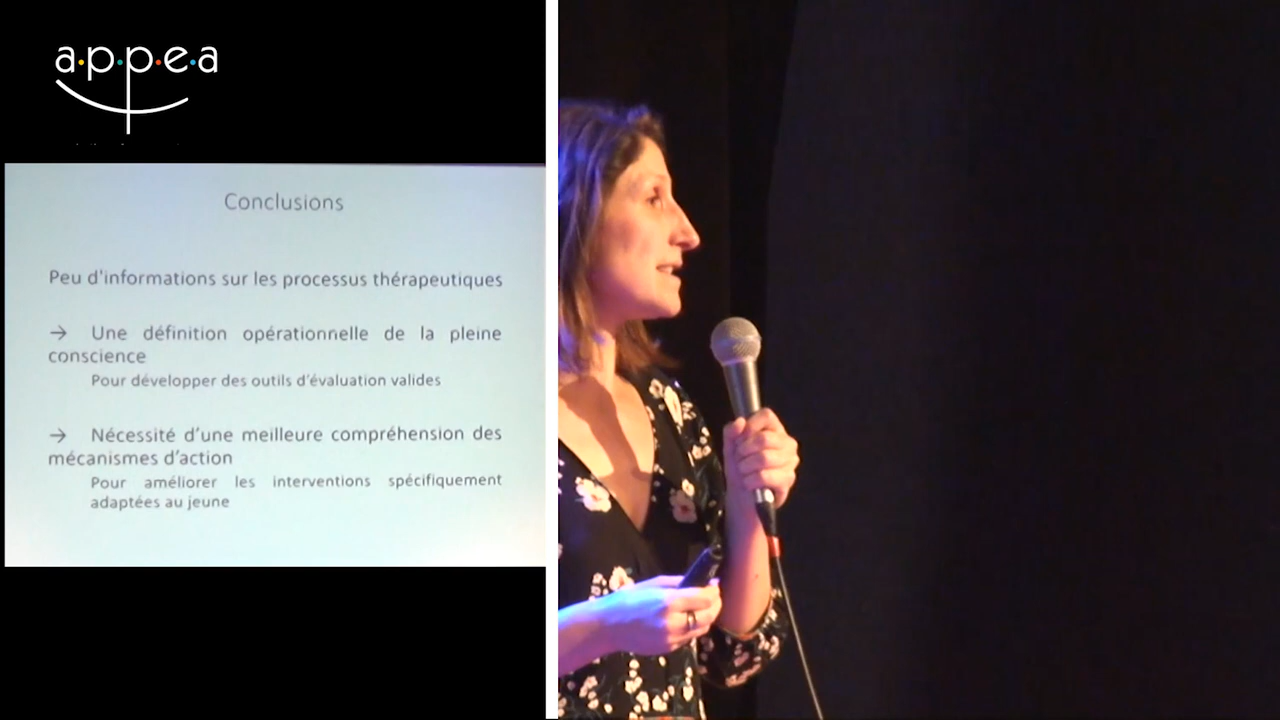 a·p·p·e·a
Conclusions
Peu d'informations sur les processus thérapeutiques
→ Une définition opérationnelle de la pleine
conscience
Pour développer des outils d'évaluation valides
→ Nécessité d'une meilleure compréhension des
mécanismes d'action
Pour améliorer les interventions spécifiquement
adaptées au jeune